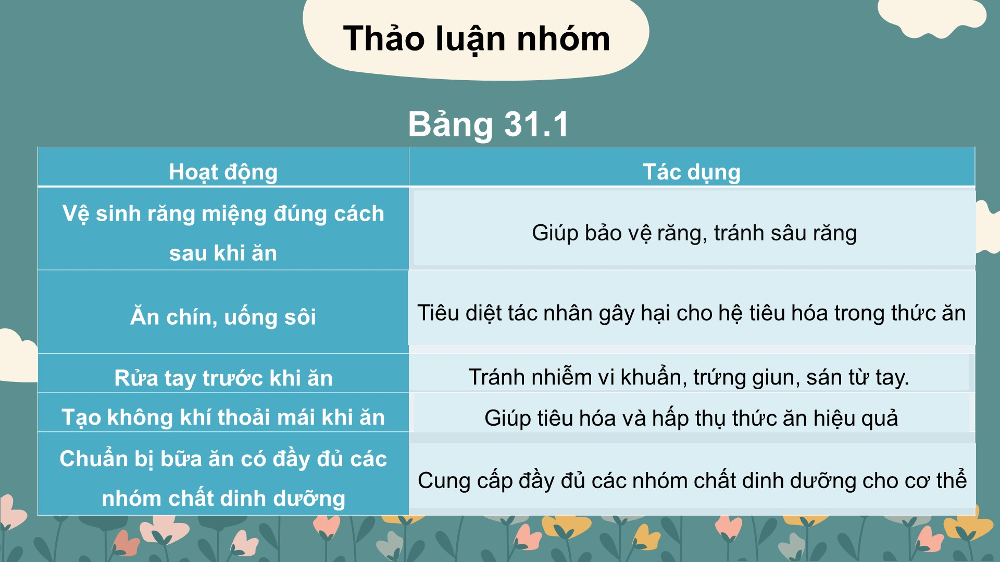 Thảo luận nhóm
Bảng 31.1
Hoạt động
Tác dụng
Vệ sinh răng miệng đúng cách
sau khi ăn
Giúp bảo vệ răng, tránh sâu răng
Ăn chín, uống sôi
Tiêu diệt tác nhân gây hại cho hệ tiêu hóa trong thức ăn
Rửa tay trước khi ăn
Tránh nhiễm vi khuẩn, trứng giun, sán từ tay.
Tạo không khí thoải mái khi ăn
Giúp tiêu hóa và hấp thụ thức ăn hiệu quả
Chuẩn bị bữa ăn có đầy đủ các
nhóm chất dinh dưỡng
Cung cấp đầy đủ các nhóm chất dinh dưỡng cho cơ thể